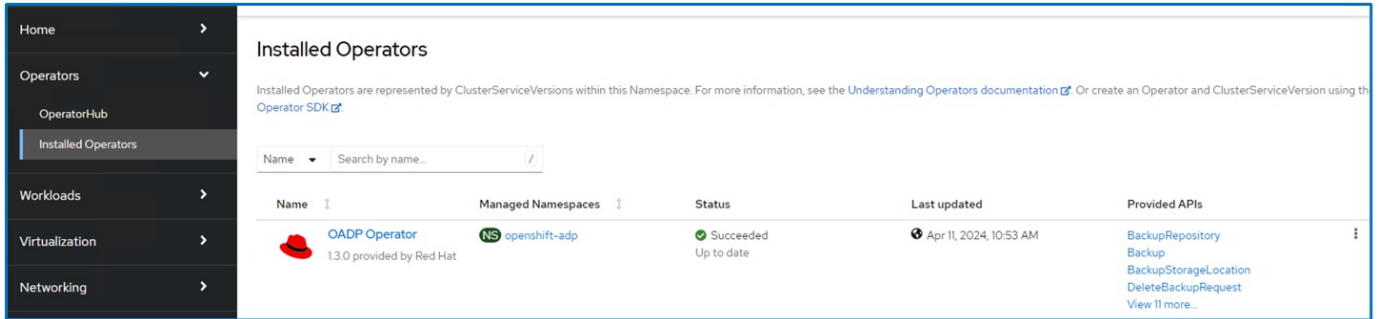 Home
Operators
OperatorHub
Installed Operators
Workloads
Virtualization
Networking
Installed Operators
Installed Operators are represented by ClusterServiceVersions within this Namespace. For more information, see the Understanding Operators documentation. Or create an Operator and ClusterServiceVersion using th
Operator SDK.
Name Search by name... /
Name Managed Namespaces Status Last updated Provided APIs
OADP Operator NS openshift-adp Succeeded Apr 11, 2024, 10:53 AM BackupRepository
1.3.0 provided by Red Hat Up to date Backup
BackupStorageLocation
DeleteBackupRequest
View 11 more...